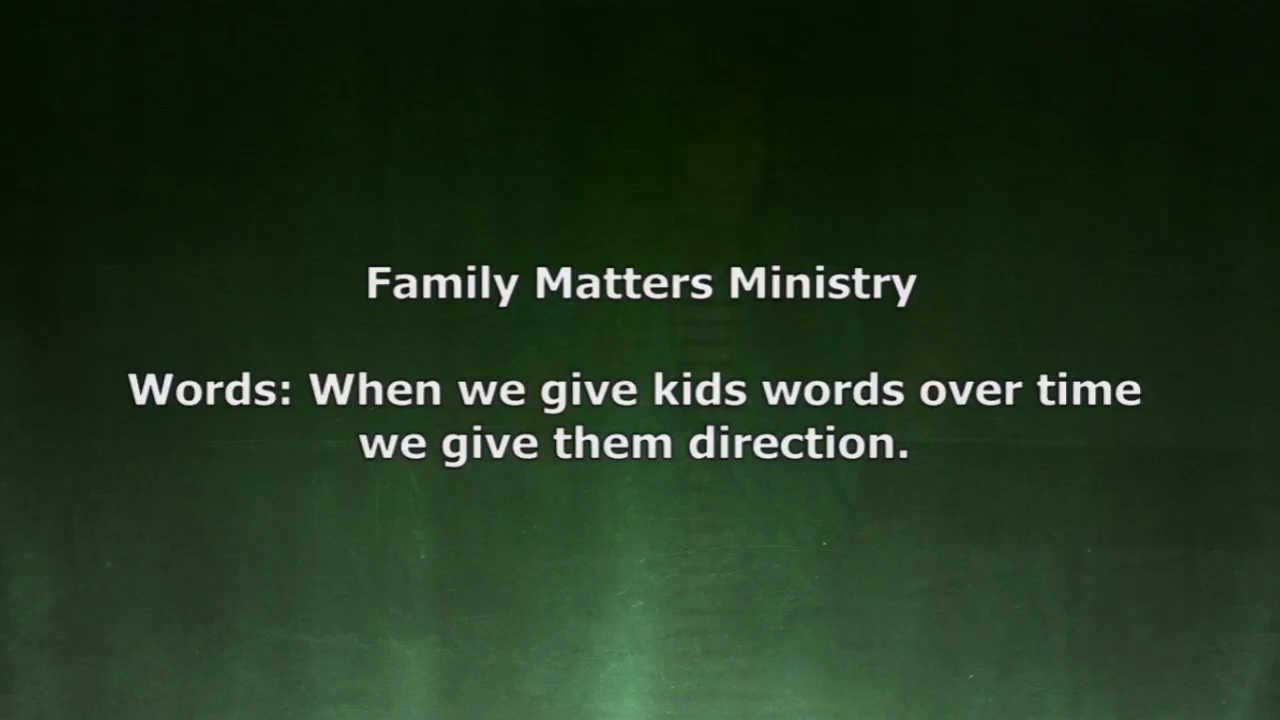 Family Matters Ministry
Words: When we give kids words over time
we give them direction.